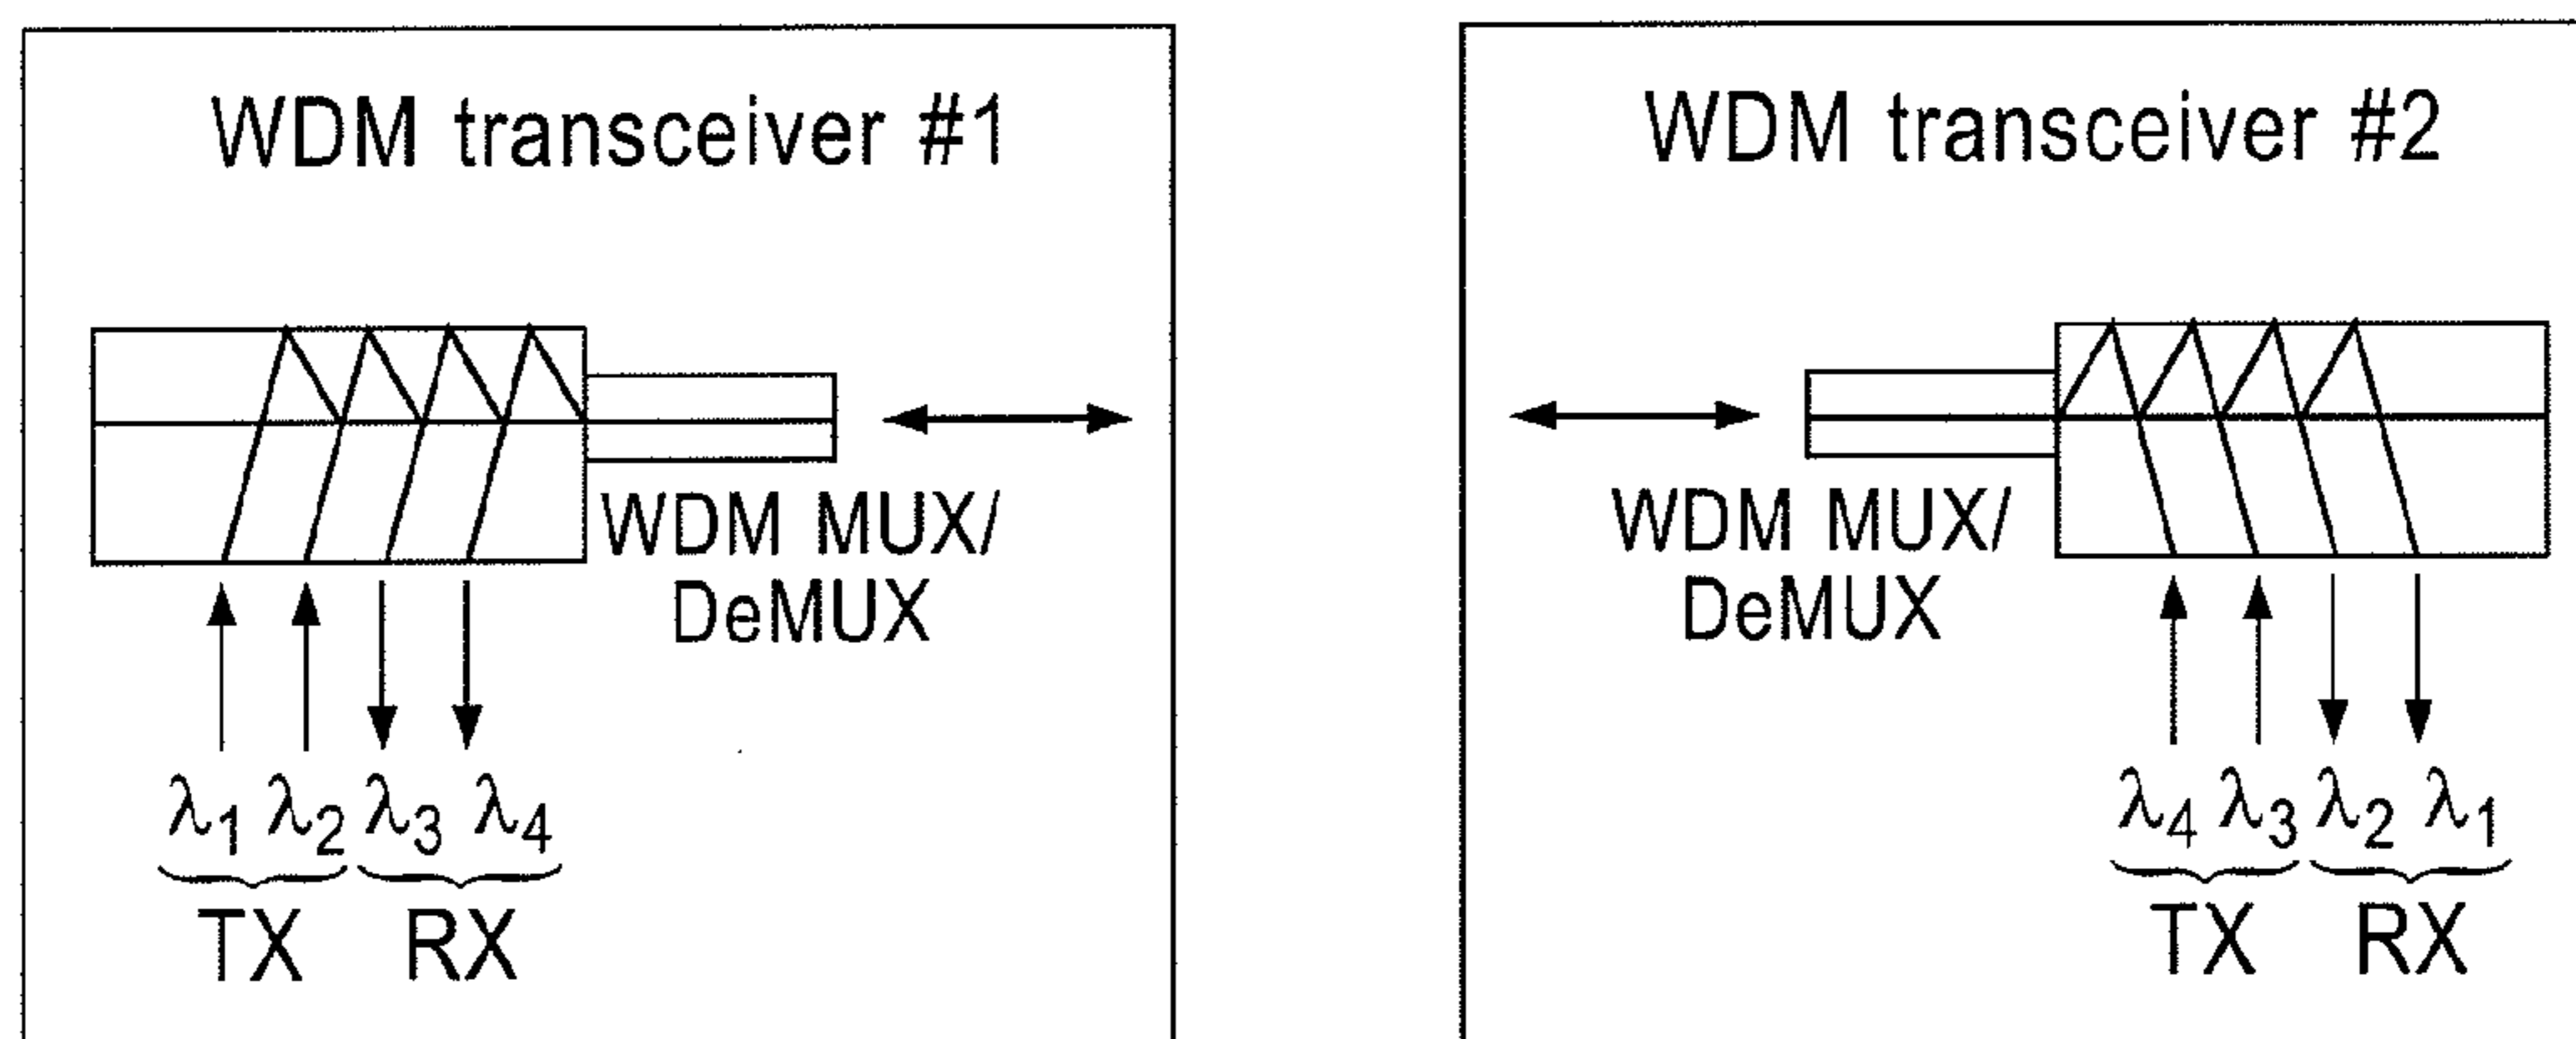 WDM transceiver #1
WDM MUX/
DeMUX
λ1 λ2 λ3 λ4
TX RX
WDM transceiver #2
WDM MUX/
DeMUX
λ4 λ3 λ2 λ1
TX RX